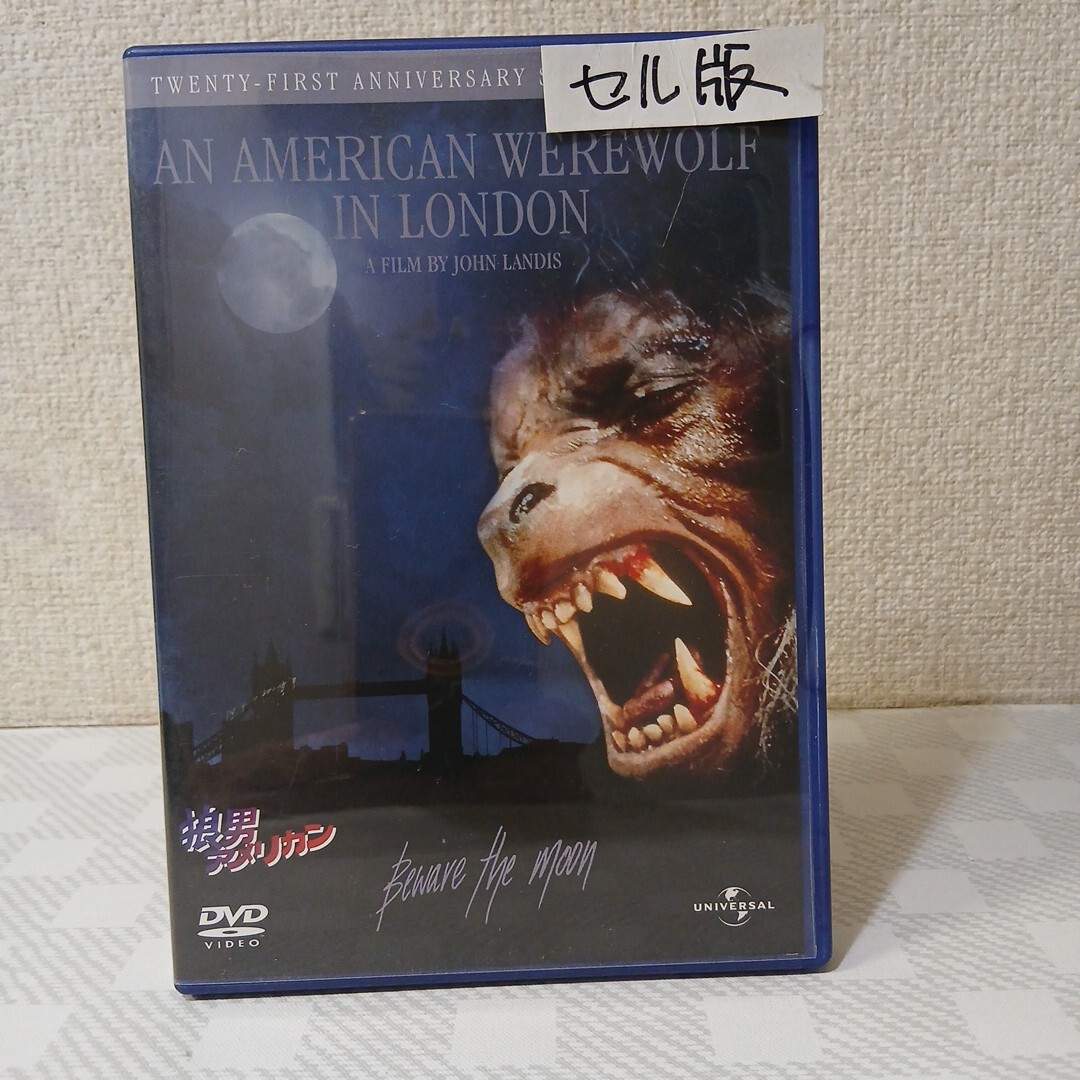 TWENTY-FIRST ANNIVERSARY
セル版
AN AMERICAN WEREWOLF
IN LONDON
A FILM BY JOHN LANDIS
狼男
アメリカン
Beware the moon
DVD
VIDEO
UNIVERSAL